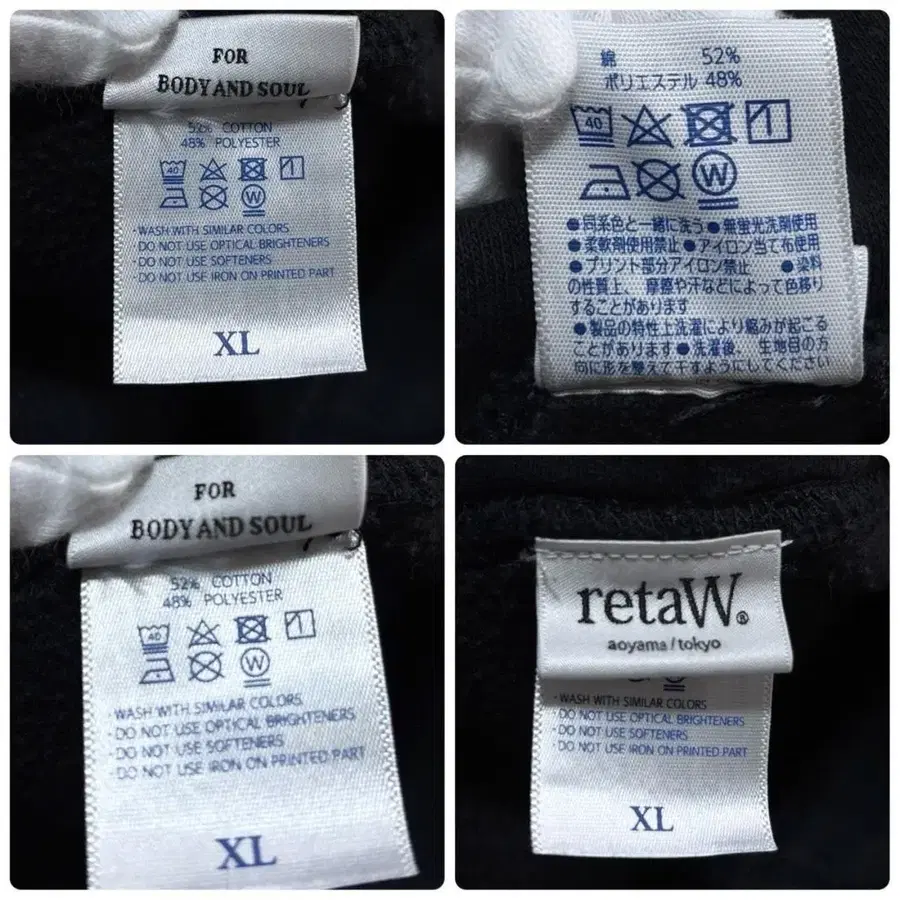 FOR
BODY AND SOUL
52% COTTON
48% POLYESTER
40
W
・WASH WITH SIMILAR COLORS
・DO NOT USE OPTICAL BRIGHTENERS
・DO NOT USE SOFTENERS
・DO NOT USE IRON ON PRINTED PART
XL
綿 52%
ポリエステル 48%
40
W
●同系色と一緒に洗う●無蛍光洗剤使用
●柔軟剤使用禁止●アイロン当て布使用
●プリント部分アイロン禁止 ●染料
の性質上、摩擦や汗などによって色移り
することがあります
●製品の特性上洗濯により縮みが起こる
ことがあります●洗濯後、生地目の方
向に形を整えて干すようにしてください
FOR
BODY AND SOUL
52% COTTON
48% POLYESTER
40
W
・WASH WITH SIMILAR COLORS
・DO NOT USE OPTICAL BRIGHTENERS
・DO NOT USE SOFTENERS
・DO NOT USE IRON ON PRINTED PART
XL
retaW®
aoyama / tokyo
・WASH WITH SIMILAR COLORS
・DO NOT USE OPTICAL BRIGHTENERS
・DO NOT USE SOFTENERS
・DO NOT USE IRON ON PRINTED PART
XL